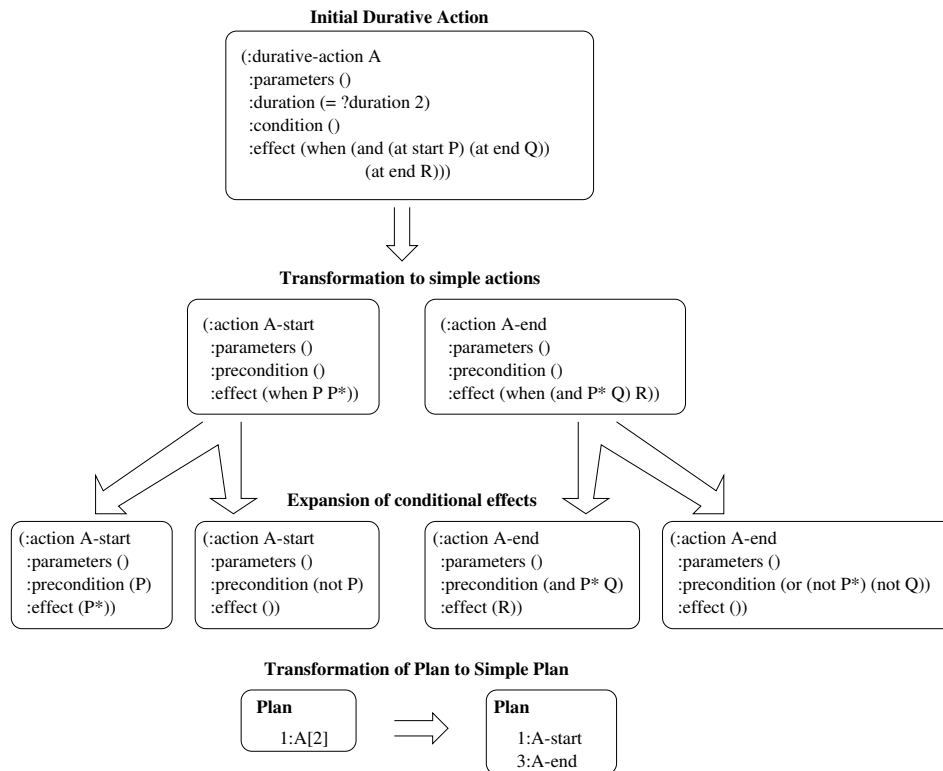 Initial Durative Action
(:durative-action A
:parameters ()
:duration (= ?duration 2)
:condition ()
:effect (when (and (at start P) (at end Q))
(at end R)))
Transformation to simple actions
(:action A-start
:parameters ()
:precondition ()
:effect (when P P*))
(:action A-end
:parameters ()
:precondition ()
:effect (when (and P* Q) R))
Expansion of conditional effects
(:action A-start
:parameters ()
:precondition (P)
:effect (P*))
(:action A-start
:parameters ()
:precondition (not P)
:effect ())
(:action A-end
:parameters ()
:precondition (and P* Q)
:effect (R))
(:action A-end
:parameters ()
:precondition (or (not P*) (not Q))
:effect ())
Transformation of Plan to Simple Plan
Plan
1:A[2]
Plan
1:A-start
3:A-end